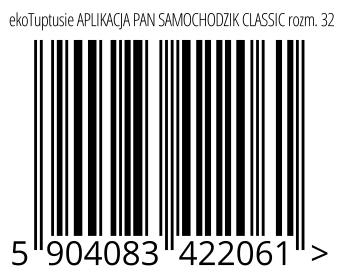 ekoTuptusie APLIKACJA PAN SAMOCHODZIK CLASSIC rozm. 32
5 904083 422061 >